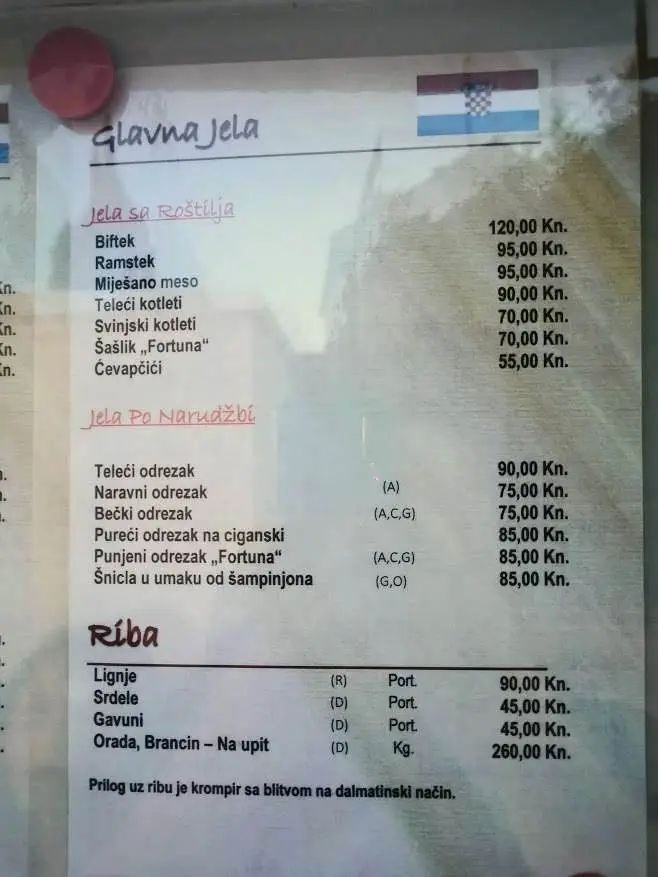 Glavna Jela
Jela sa Roštilja
Biftek 120,00 Kn.
Ramstek 95,00 Kn.
Miješano meso 95,00 Kn.
Teleći kotleti 90,00 Kn.
Svinjski kotleti 70,00 Kn.
Šašlik „Fortuna“ 70,00 Kn.
Ćevapčići 55,00 Kn.
Jela Po Narudžbi
Teleći odrezak 90,00 Kn.
Naravni odrezak (A) 75,00 Kn.
Bečki odrezak (A,C,G) 75,00 Kn.
Pureći odrezak na ciganski 85,00 Kn.
Punjeni odrezak „Fortuna“ (A,C,G) 85,00 Kn.
Šnicla u umaku od šampinjona (G,O) 85,00 Kn.
Riba
Lignje (R) Port. 90,00 Kn.
Srdele (D) Port. 45,00 Kn.
Gavuni (D) Port. 45,00 Kn.
Orada, Brancin – Na upit (D) Kg. 260,00 Kn.
Prilog uz ribu je krompir sa blitvom na dalmatinski način.